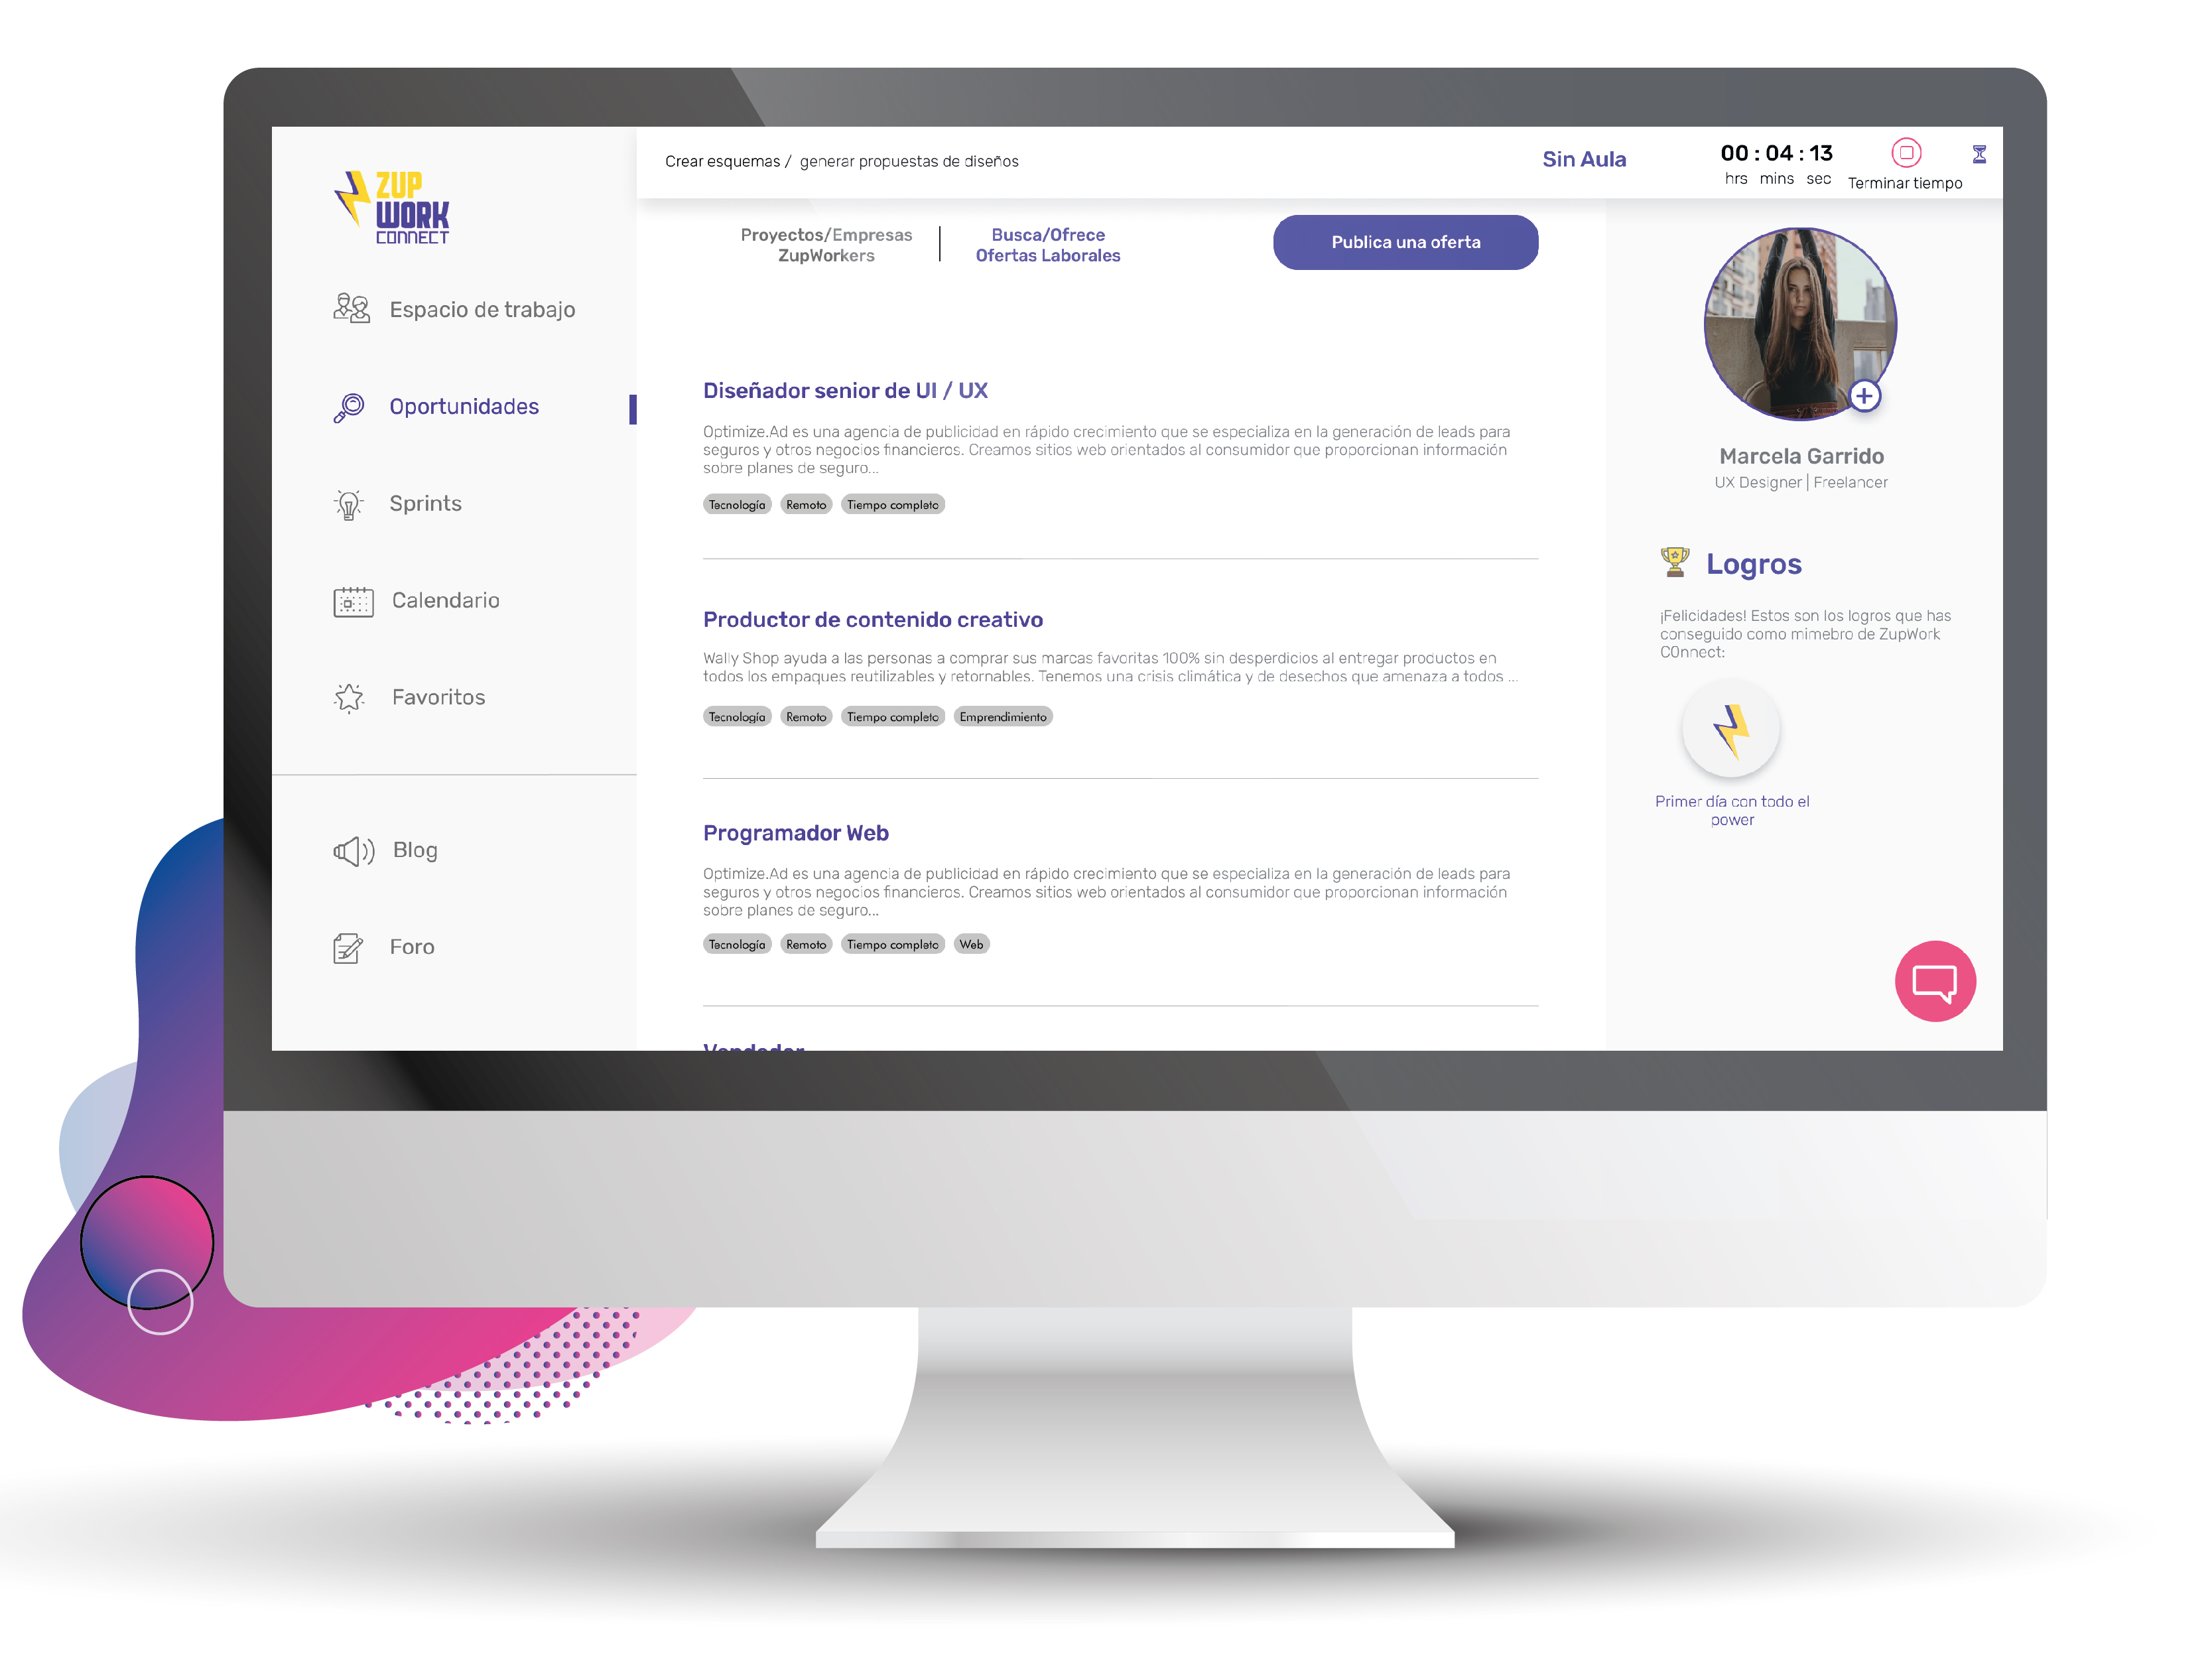 ZUP
WORK
CONNECT
Espacio de trabajo
Oportunidades
Sprints
Calendario
Favoritos
Blog
Foro
Crear esquemas / generar propuestas de diseños
Sin Aula
00 : 04 : 13
hrs mins sec
Terminar tiempo
Proyectos/Empresas
ZupWorkers
Busca/Ofrece
Ofertas Laborales
Publica una oferta
Diseñador senior de UI / UX
Optimize.Ad es una agencia de publicidad en rápido crecimiento que se especializa en la generación de leads para
seguros y otros negocios financieros. Creamos sitios web orientados al consumidor que proporcionan información
sobre planes de seguro...
Tecnología Remoto Tiempo completo
Productor de contenido creativo
Wally Shop ayuda a las personas a comprar sus marcas favoritas 100% sin desperdicios al entregar productos en
todos los empaques reutilizables y retornables. Tenemos una crisis climática y de desechos que amenaza a todos ...
Tecnología Remoto Tiempo completo Emprendimiento
Programador Web
Optimize.Ad es una agencia de publicidad en rápido crecimiento que se especializa en la generación de leads para
seguros y otros negocios financieros. Creamos sitios web orientados al consumidor que proporcionan información
sobre planes de seguro...
Tecnología Remoto Tiempo completo Web
Vendedor
Marcela Garrido
UX Designer | Freelancer
Logros
¡Felicidades! Estos son los logros que has
conseguido como mimebro de ZupWork
C0nnect:
Primer día con todo el
power